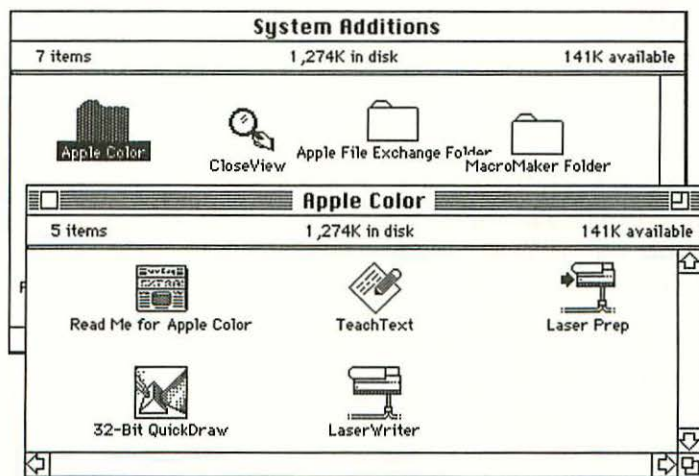 System Additions
7 items 1,274K in disk 141K available
Apple Color CloseView Apple File Exchange Folder MacroMaker Folder
Apple Color
5 items 1,274K in disk 141K available
Read Me for Apple Color TeachText Laser Prep
32-Bit QuickDraw LaserWriter